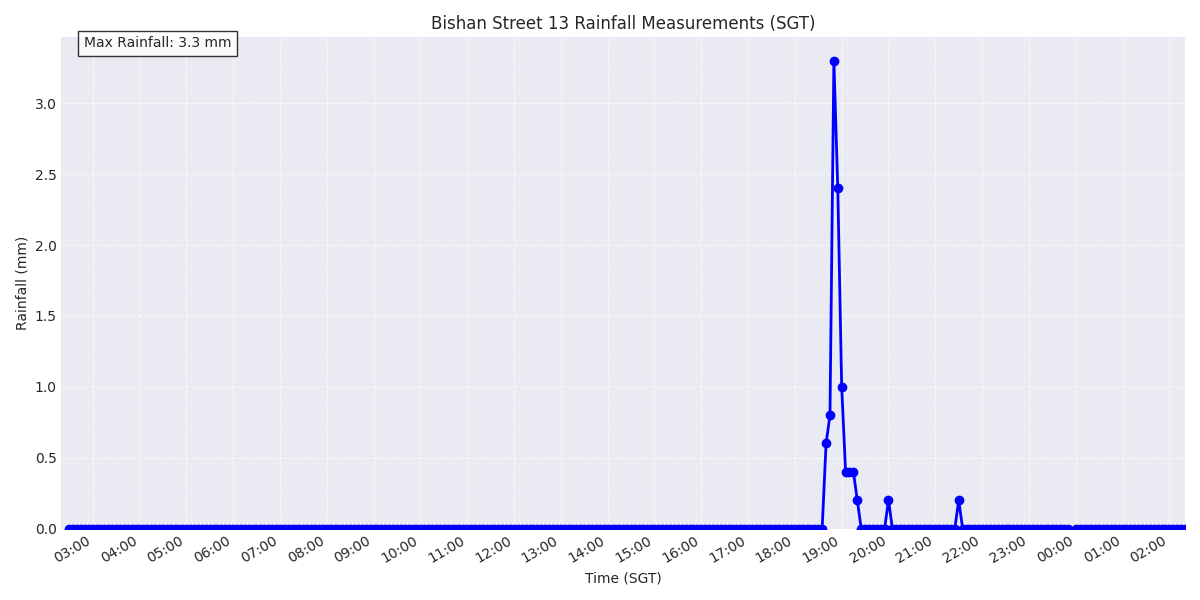 Bishan Street 13 Rainfall Measurements (SGT)
Max Rainfall: 3.3 mm
Rainfall (mm)
3.0
2.5
2.0
1.5
1.0
0.5
0.0
03:00 04:00 05:00 06:00 07:00 08:00 09:00 10:00 11:00 12:00 13:00 14:00 15:00 16:00 17:00 18:00 19:00 20:00 21:00 22:00 23:00 00:00 01:00 02:00
Time (SGT)